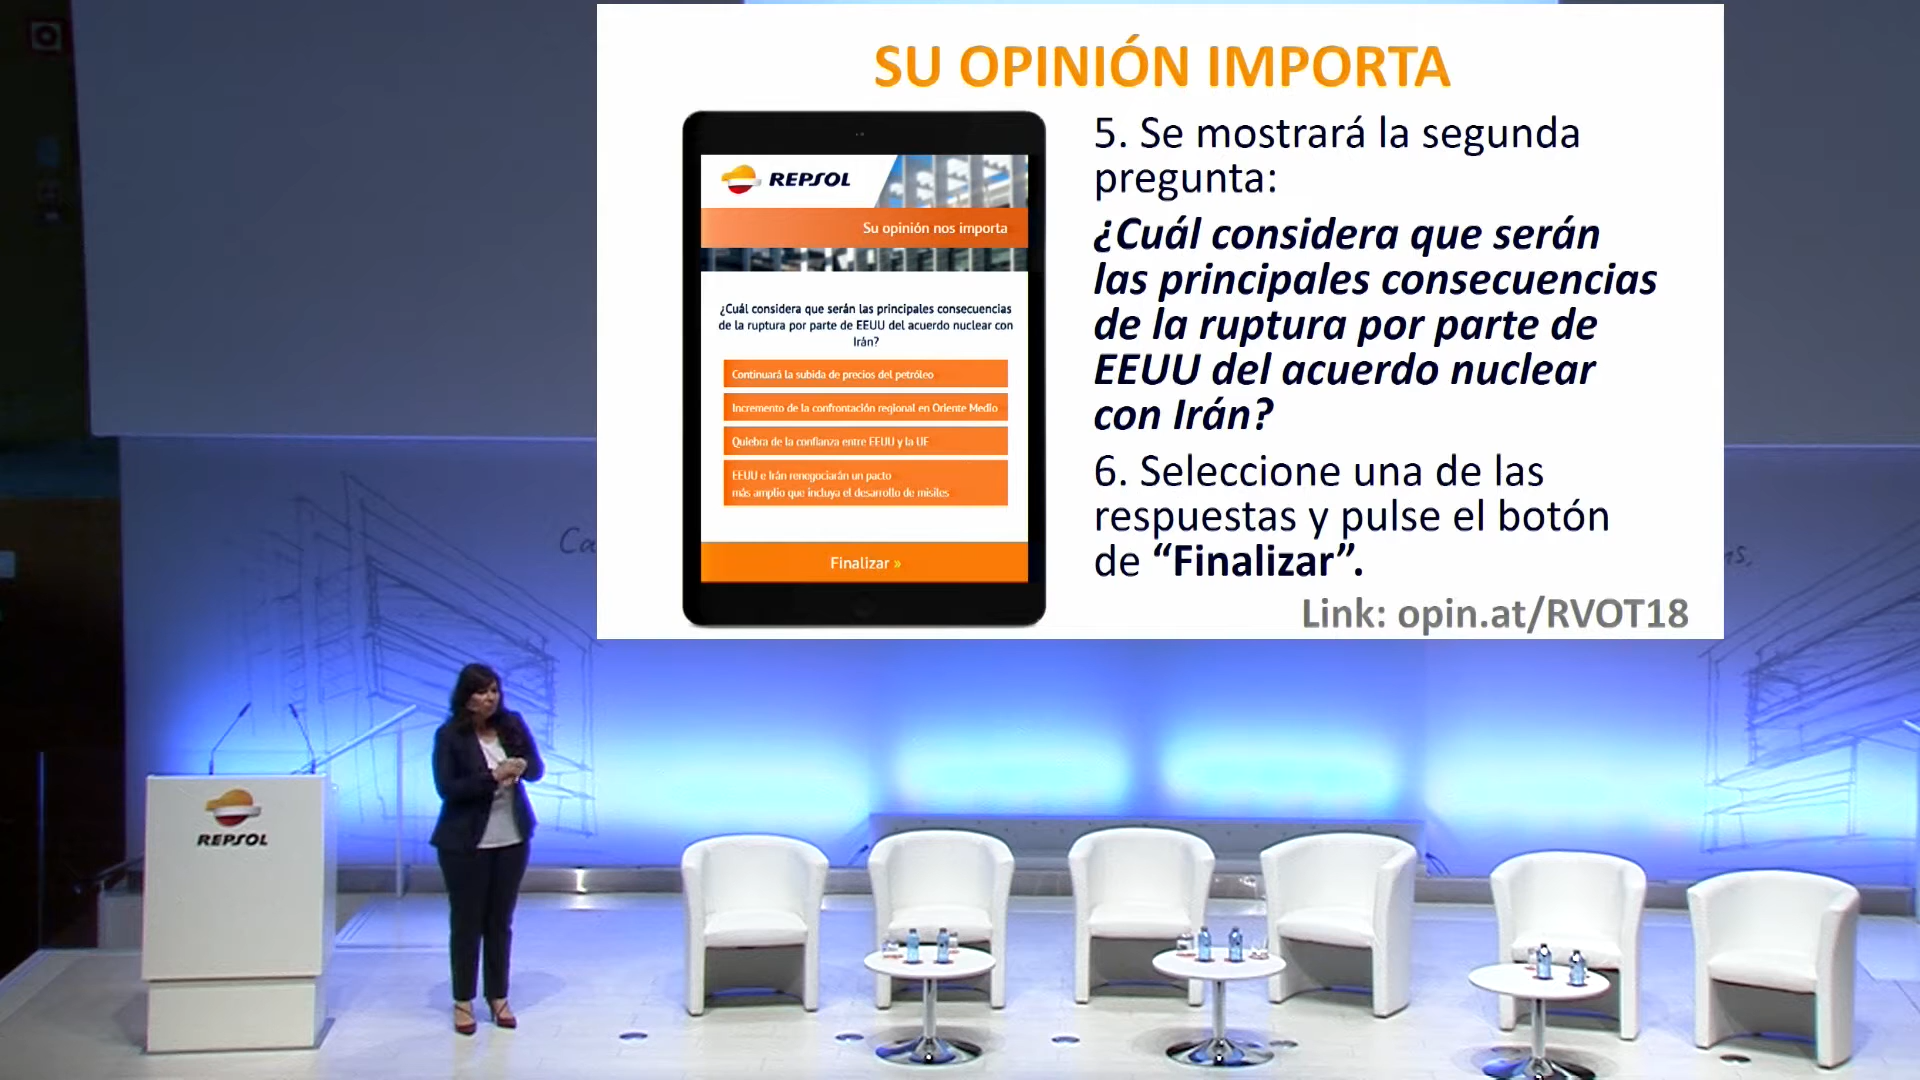 SU OPINIÓN IMPORTA
REPSOL
Su opinión nos importa
¿Cuál considera que serán las principales consecuencias
de la ruptura por parte de EEUU del acuerdo nuclear con
Irán?
Continuará la subida de precios del petróleo
Incremento de la confrontación regional en Oriente Medio
Quiebra de la confianza entre EEUU y la UE
EEUU e Irán renegociarán un pacto
más amplio que incluya el desarrollo de misiles
Finalizar »
5. Se mostrará la segunda
pregunta:
¿Cuál considera que serán
las principales consecuencias
de la ruptura por parte de
EEUU del acuerdo nuclear
con Irán?
6. Seleccione una de las
respuestas y pulse el botón
de “Finalizar”.
Link: opin.at/RVOT18
REPSOL